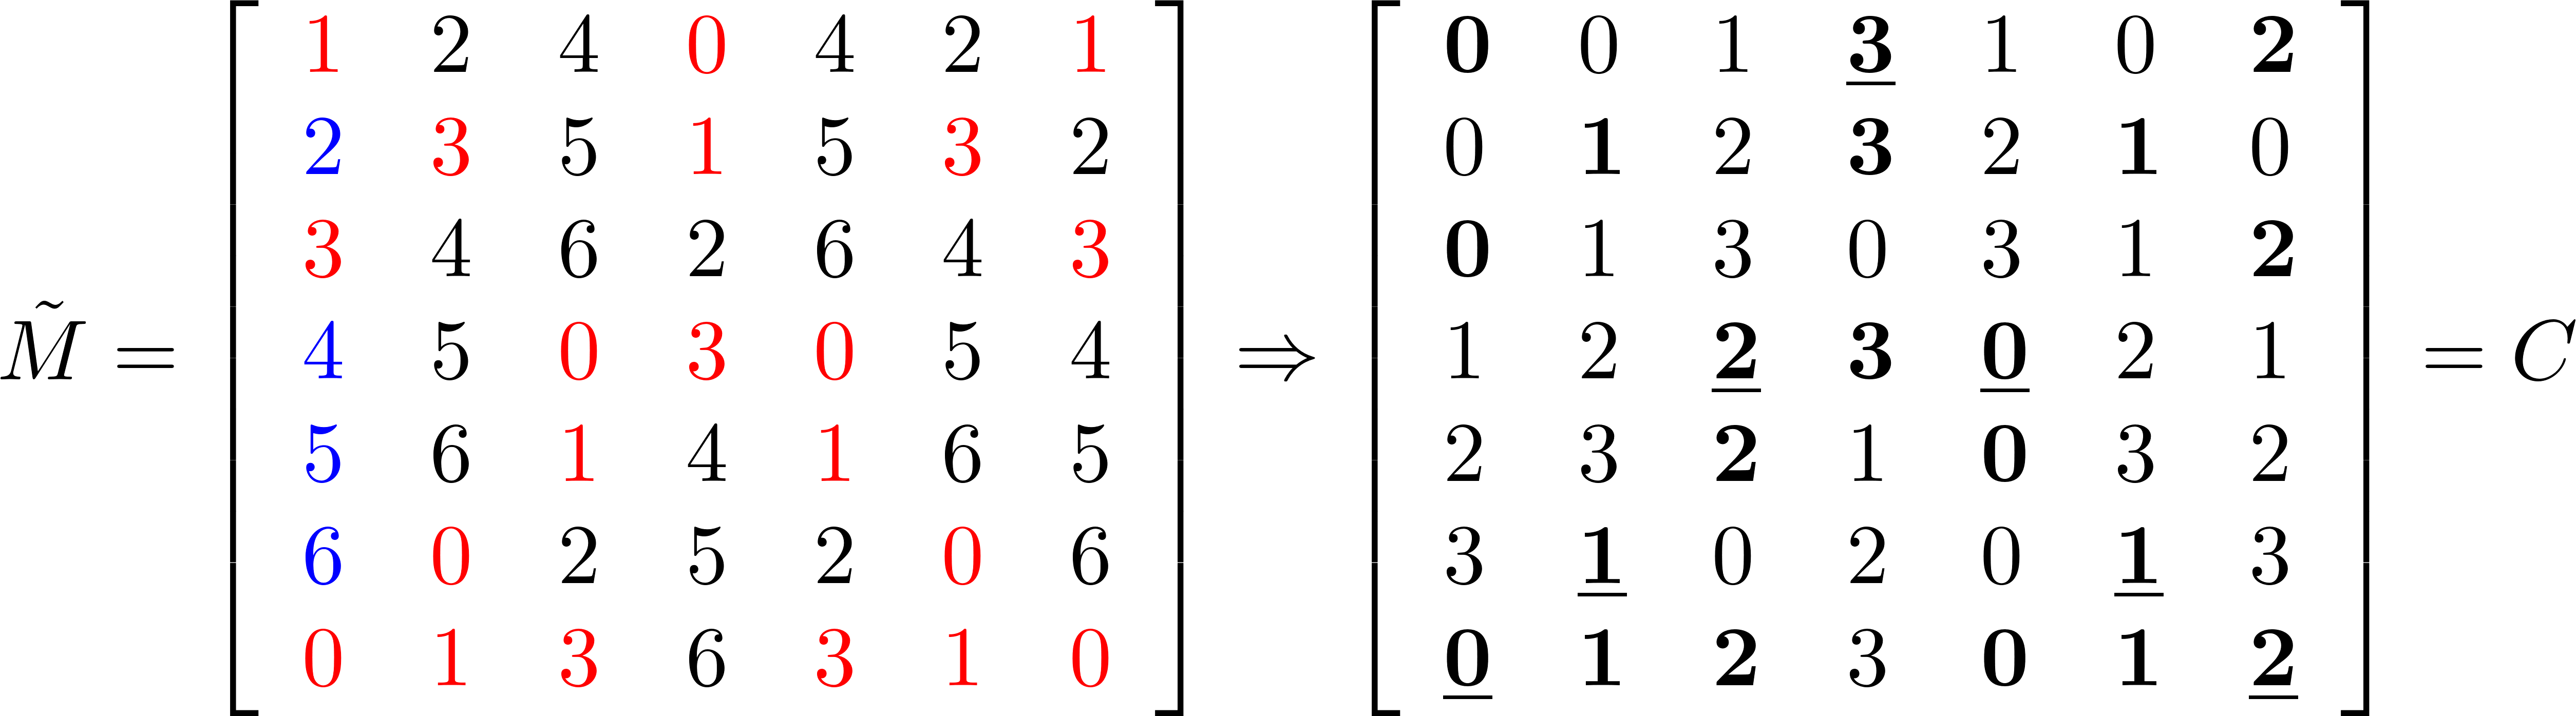 1 2 4 0 4 2 1 0 0 1 3 1 0 2
2 3 5 1 5 3 2 0 1 2 3 2 1 0
3 4 6 2 6 4 3 0 1 3 0 3 1 2
M̃ = 4 5 0 3 0 5 4 ⇒ 1 2 2 3 0 2 1 = C
5 6 1 4 1 6 5 2 3 2 1 0 3 2
6 0 2 5 2 0 6 3 1 0 2 0 1 3
0 1 3 6 3 1 0 0 1 2 3 0 1 2